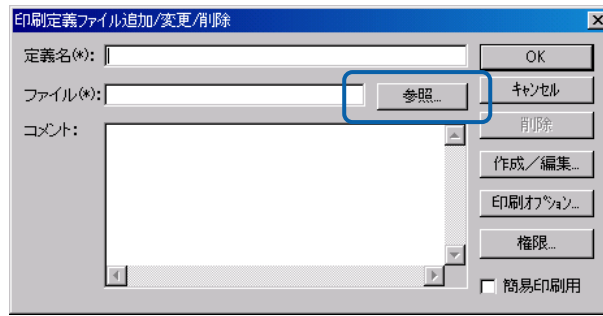 印刷定義ファイル追加/変更/削除
定義名(*):
OK
ファイル(*):
参照...
キャンセル
コメント:
削除
作成／編集...
印刷ｵﾌﾟｼｮﾝ...
権限...
簡易印刷用